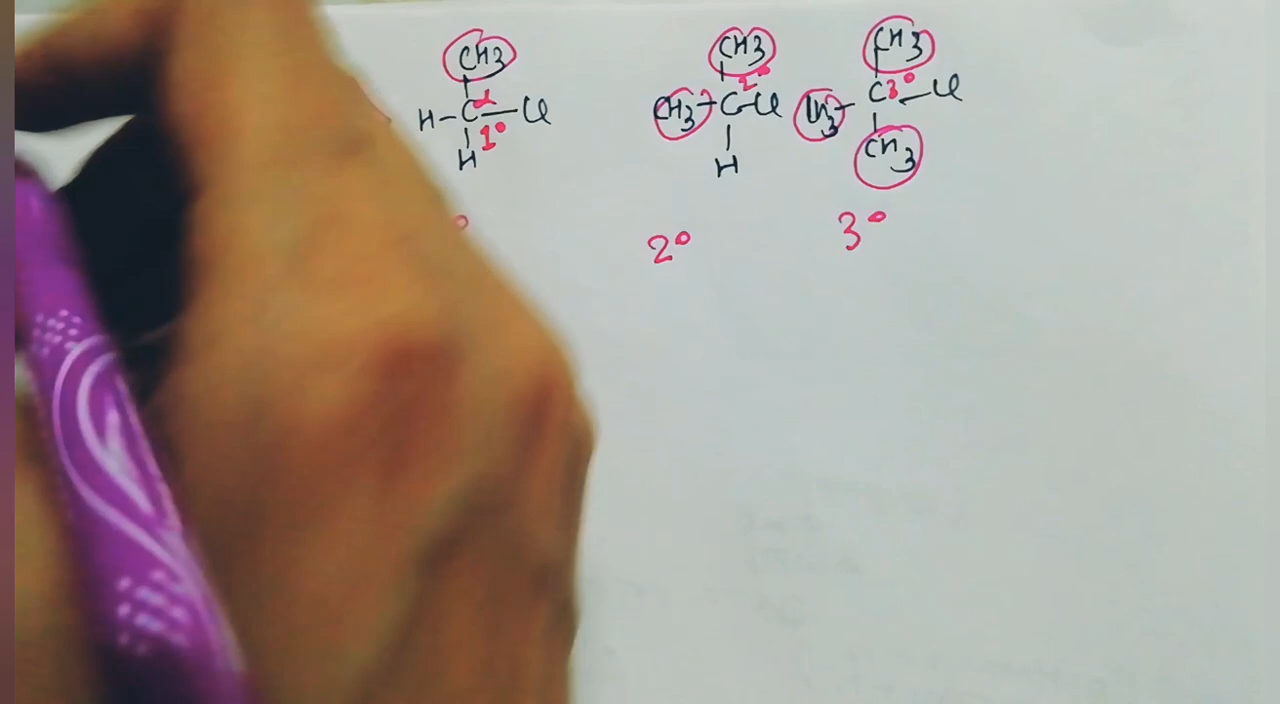 CH3 CH3 CH3
H-C α-Cl CH3-C-Cl CH3-C-Cl
1° 2° 3°
H H CH3
2° 3°